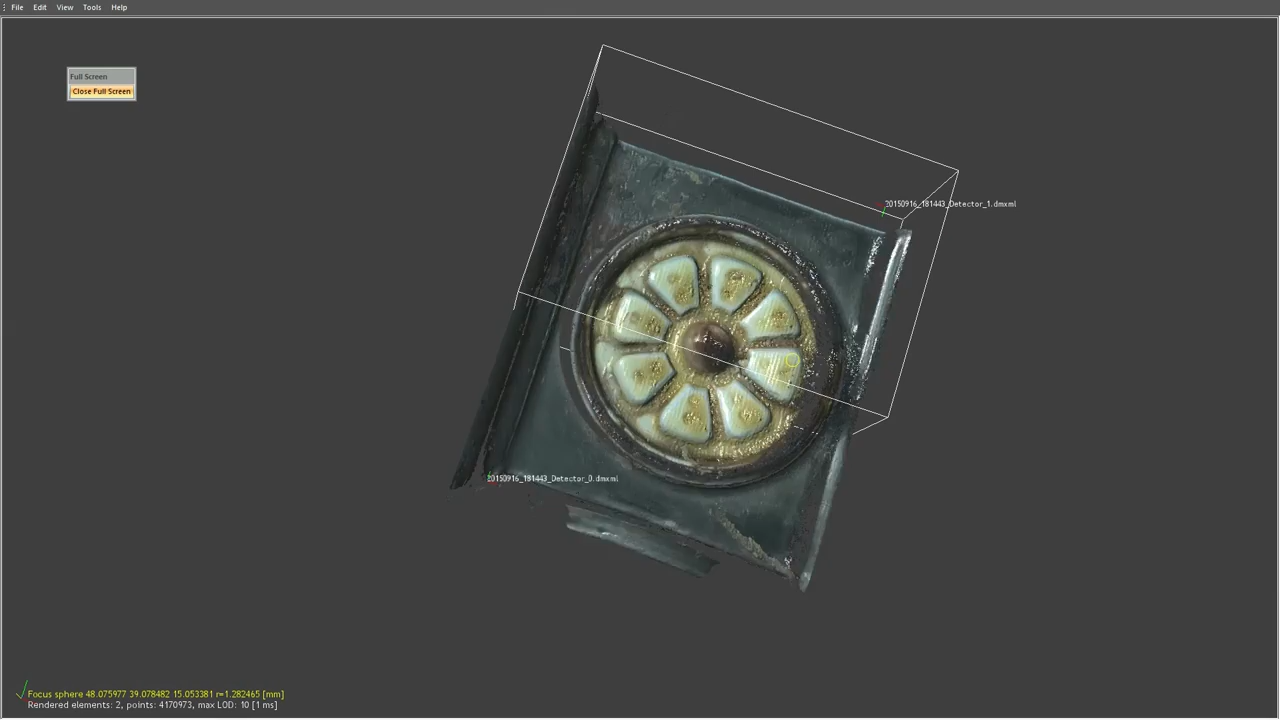 File Edit View Tools Help
Full Screen
Close Full Screen
20150916_181443_Detector_1.dmxml
20150916_181443_Detector_0.dmxml
Focus sphere 48.075977 39.078482 15.053381 r=1.282465 [mm]
Rendered elements: 2, points: 4170973, max LOD: 10 [1 ms]